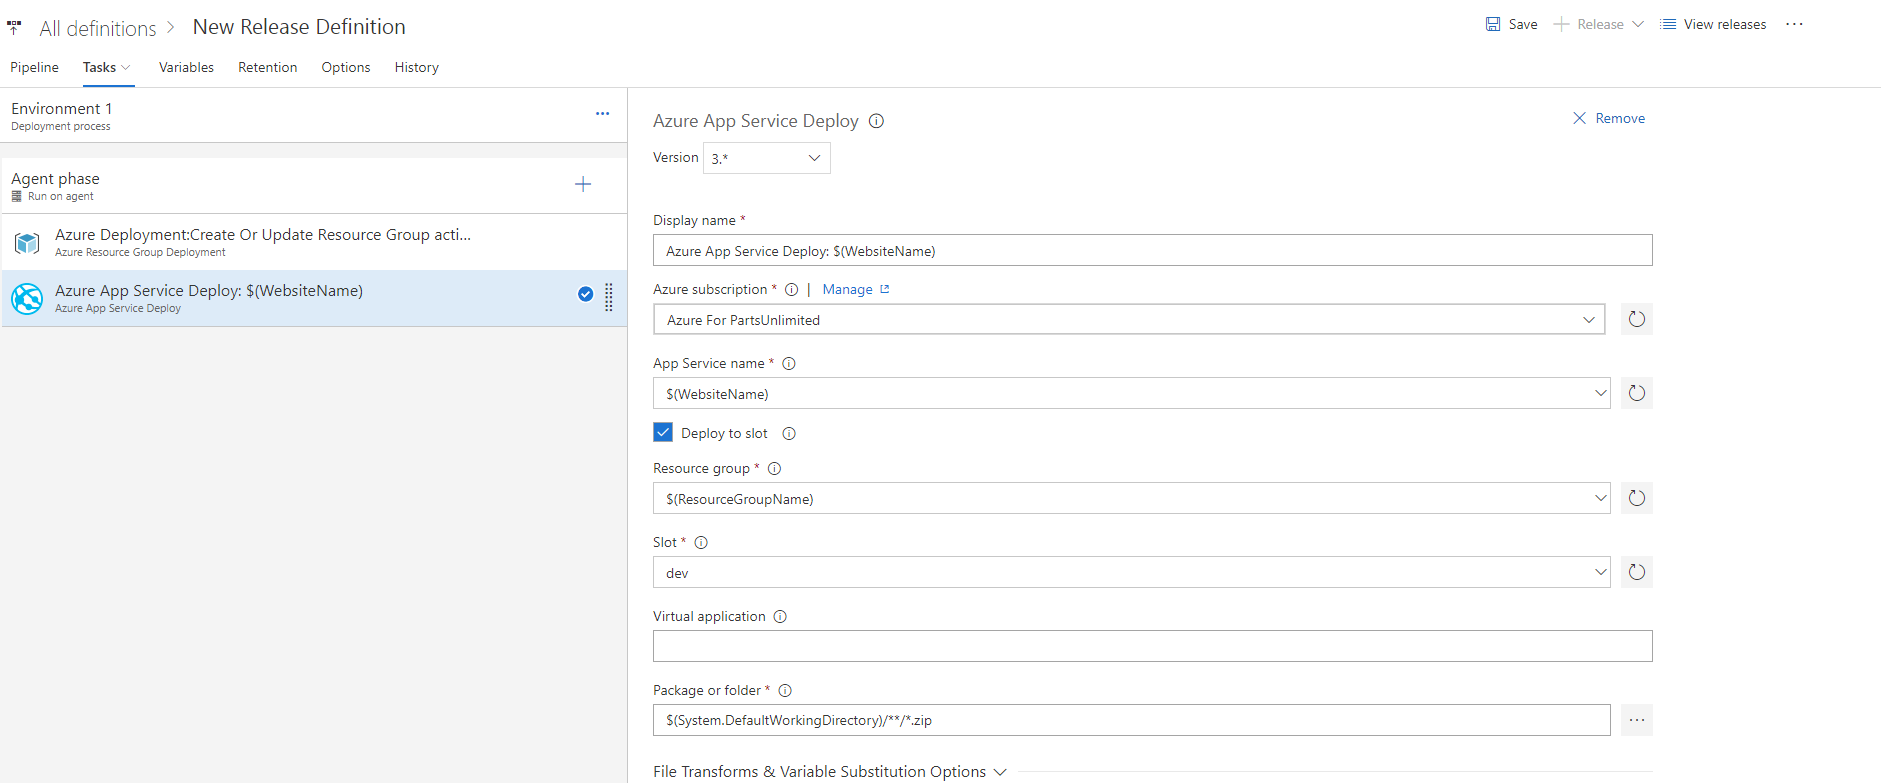 All definitions > New Release Definition
Save
Release
View releases
...
Pipeline
Tasks
Variables
Retention
Options
History
Environment 1
Deployment process
...
Agent phase
Run on agent
Azure Deployment:Create Or Update Resource Group acti...
Azure Resource Group Deployment
Azure App Service Deploy: $(WebsiteName)
Azure App Service Deploy
Azure App Service Deploy
Remove
Version 3.*
Display name *
Azure App Service Deploy: $(WebsiteName)
Azure subscription * | Manage
Azure For PartsUnlimited
App Service name *
$(WebsiteName)
Deploy to slot
Resource group *
$(ResourceGroupName)
Slot *
dev
Virtual application
Package or folder *
$(System.DefaultWorkingDirectory)/**/*.zip
...
File Transforms & Variable Substitution Options